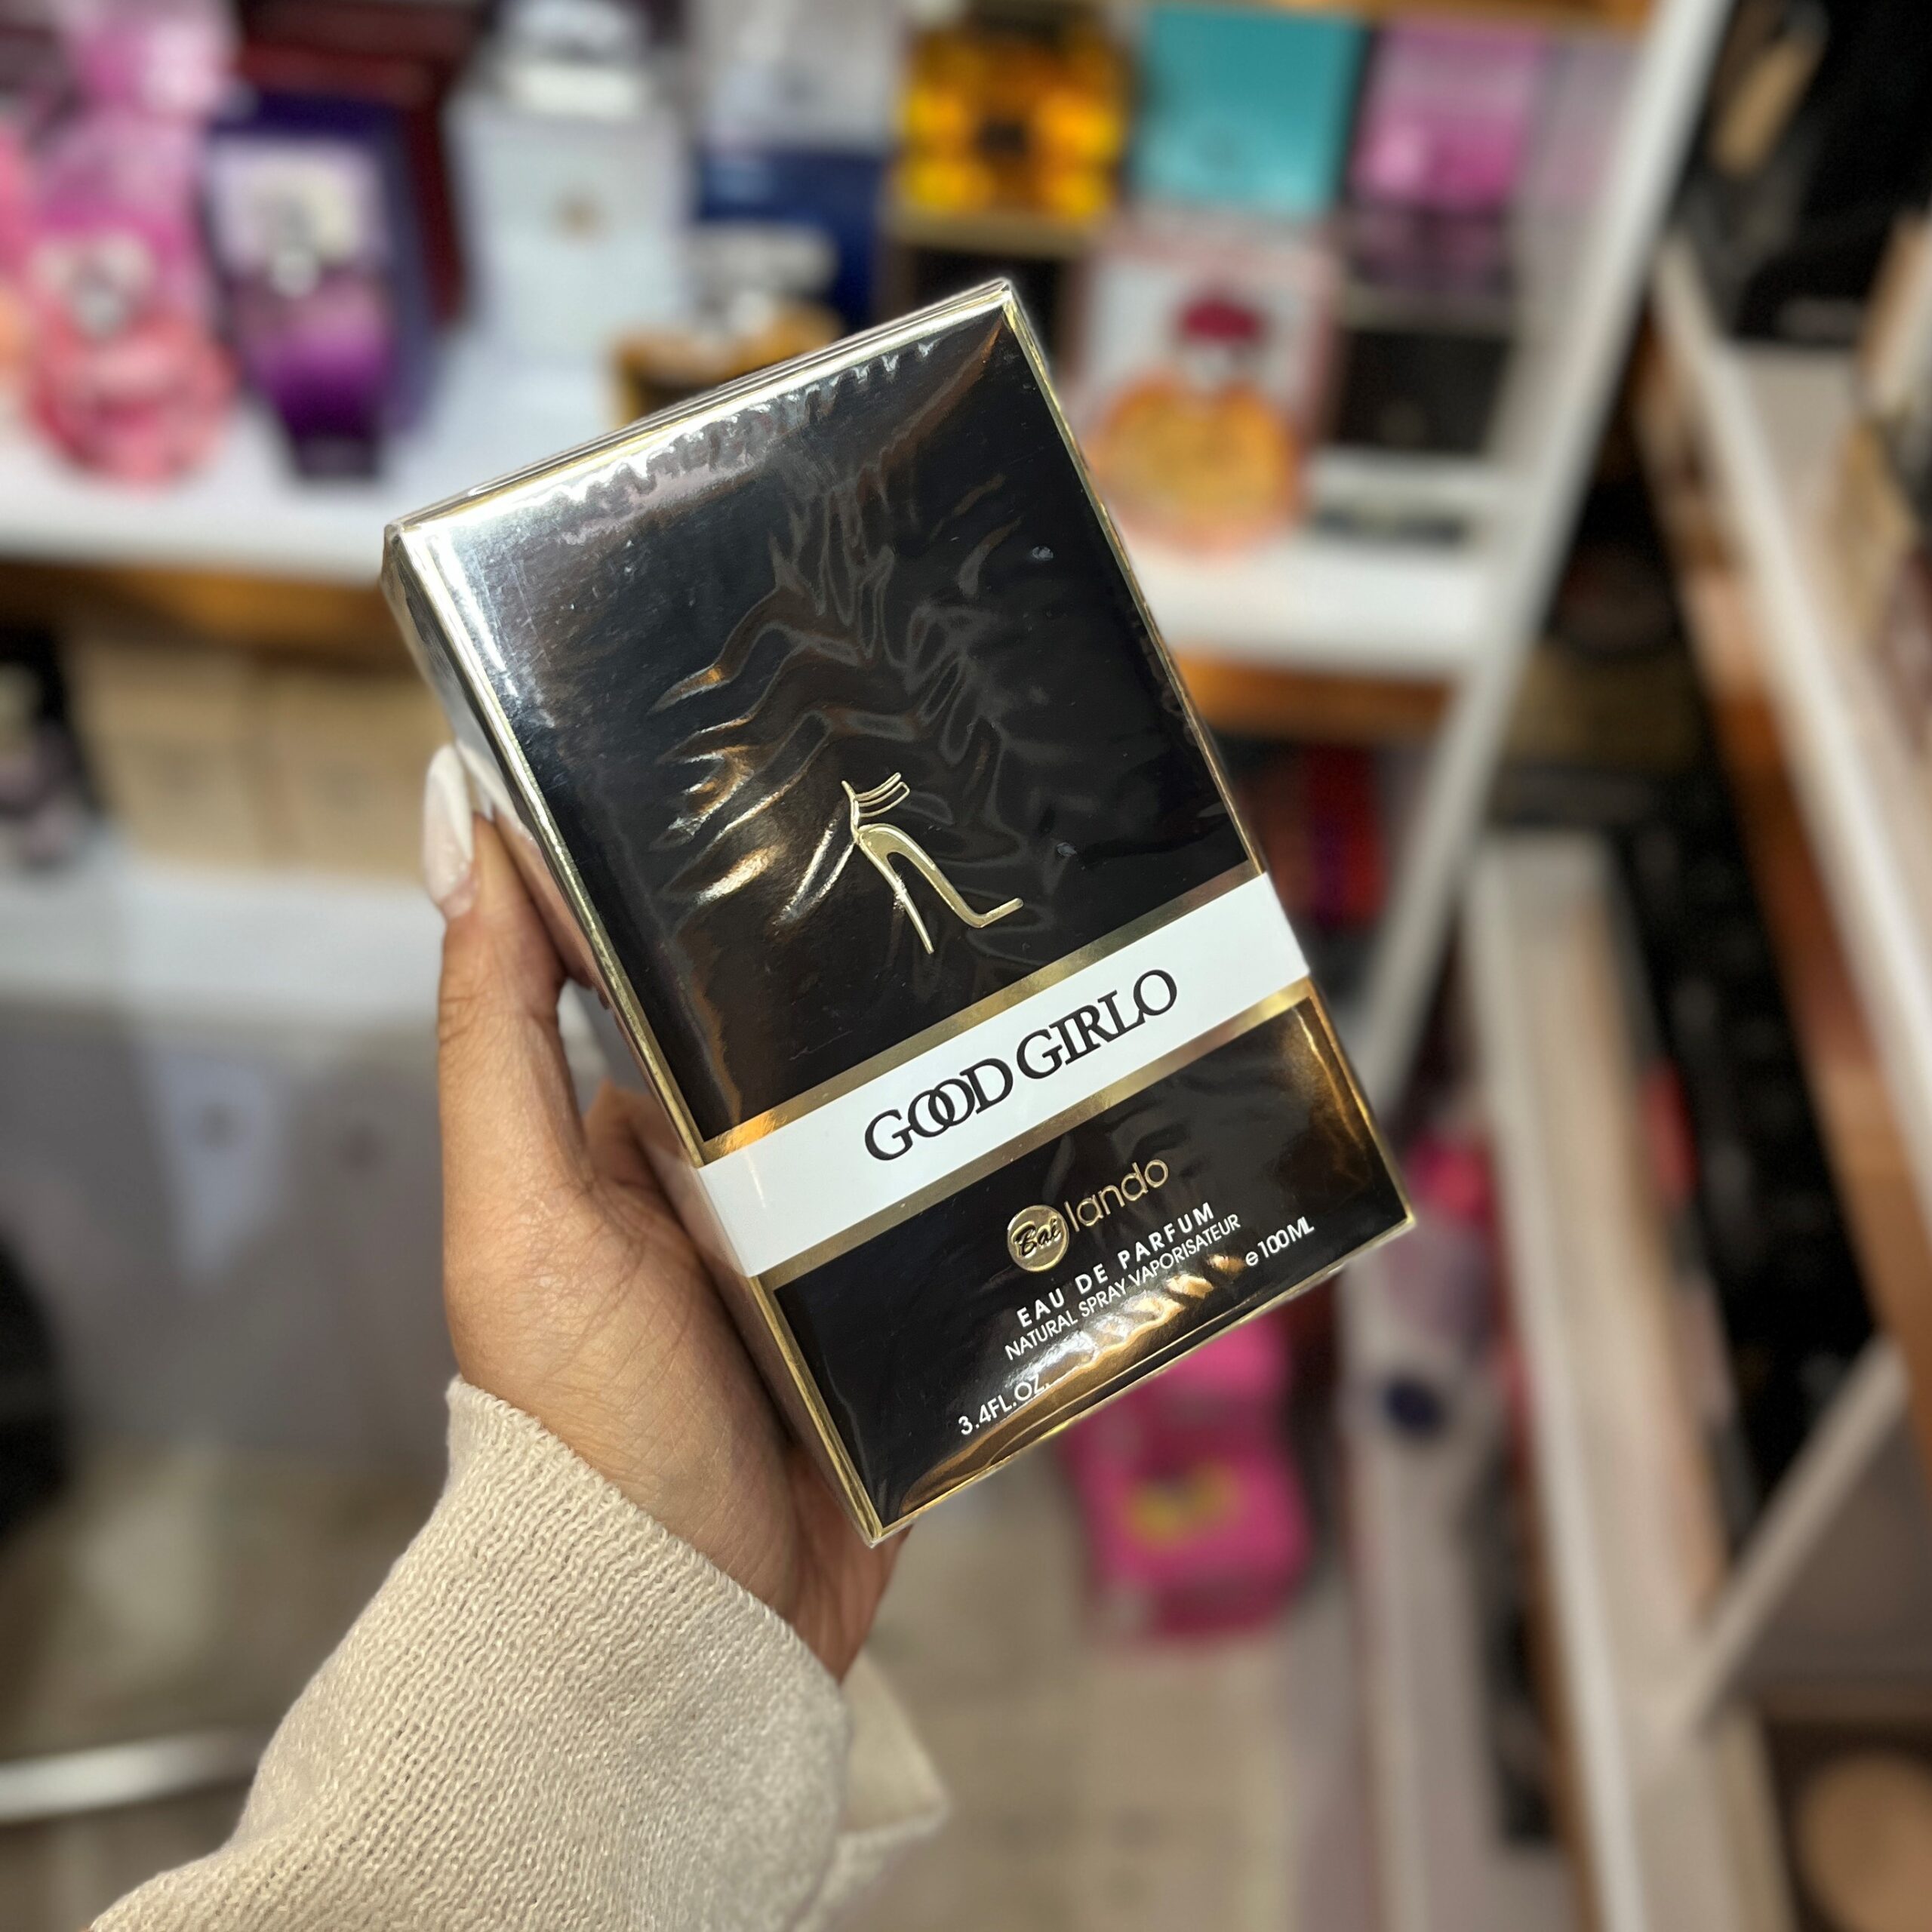 GOOD GIRLO
Bai lando
EAU DE PARFUM
NATURAL SPRAY VAPORISATEUR
3.4FL.OZ. ℮100ML